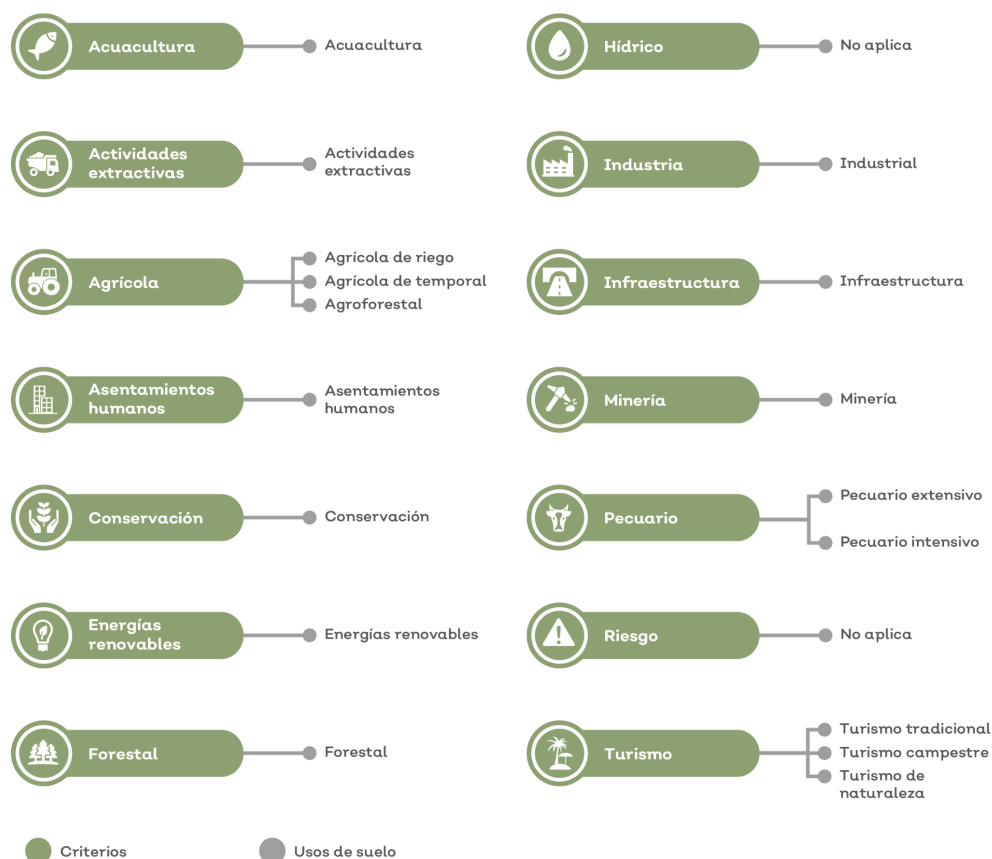 Acuacultura
Acuacultura
Actividades
extractivas
Actividades
extractivas
Agrícola
Agrícola de riego
Agrícola de temporal
Agroforestal
Asentamientos
humanos
Asentamientos
humanos
Conservación
Conservación
Energías
renovables
Energías renovables
Forestal
Forestal
Hídrico
No aplica
Industria
Industrial
Infraestructura
Infraestructura
Minería
Minería
Pecuario
Pecuario extensivo
Pecuario intensivo
Riesgo
No aplica
Turismo
Turismo tradicional
Turismo campestre
Turismo de
naturaleza
Criterios
Usos de suelo